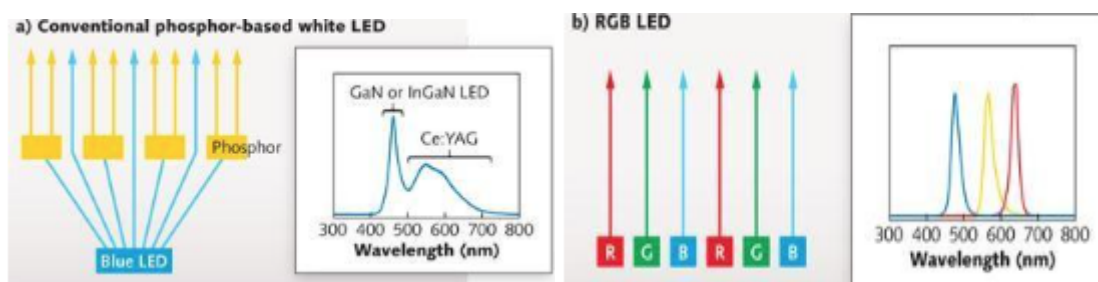 a) Conventional phosphor-based white LED
GaN or InGaN LED
Ce:YAG
Phosphor
Blue LED
300 400 500 600 700 800
Wavelength (nm)
b) RGB LED
R G B R G B
300 400 500 600 700 800
Wavelength (nm)